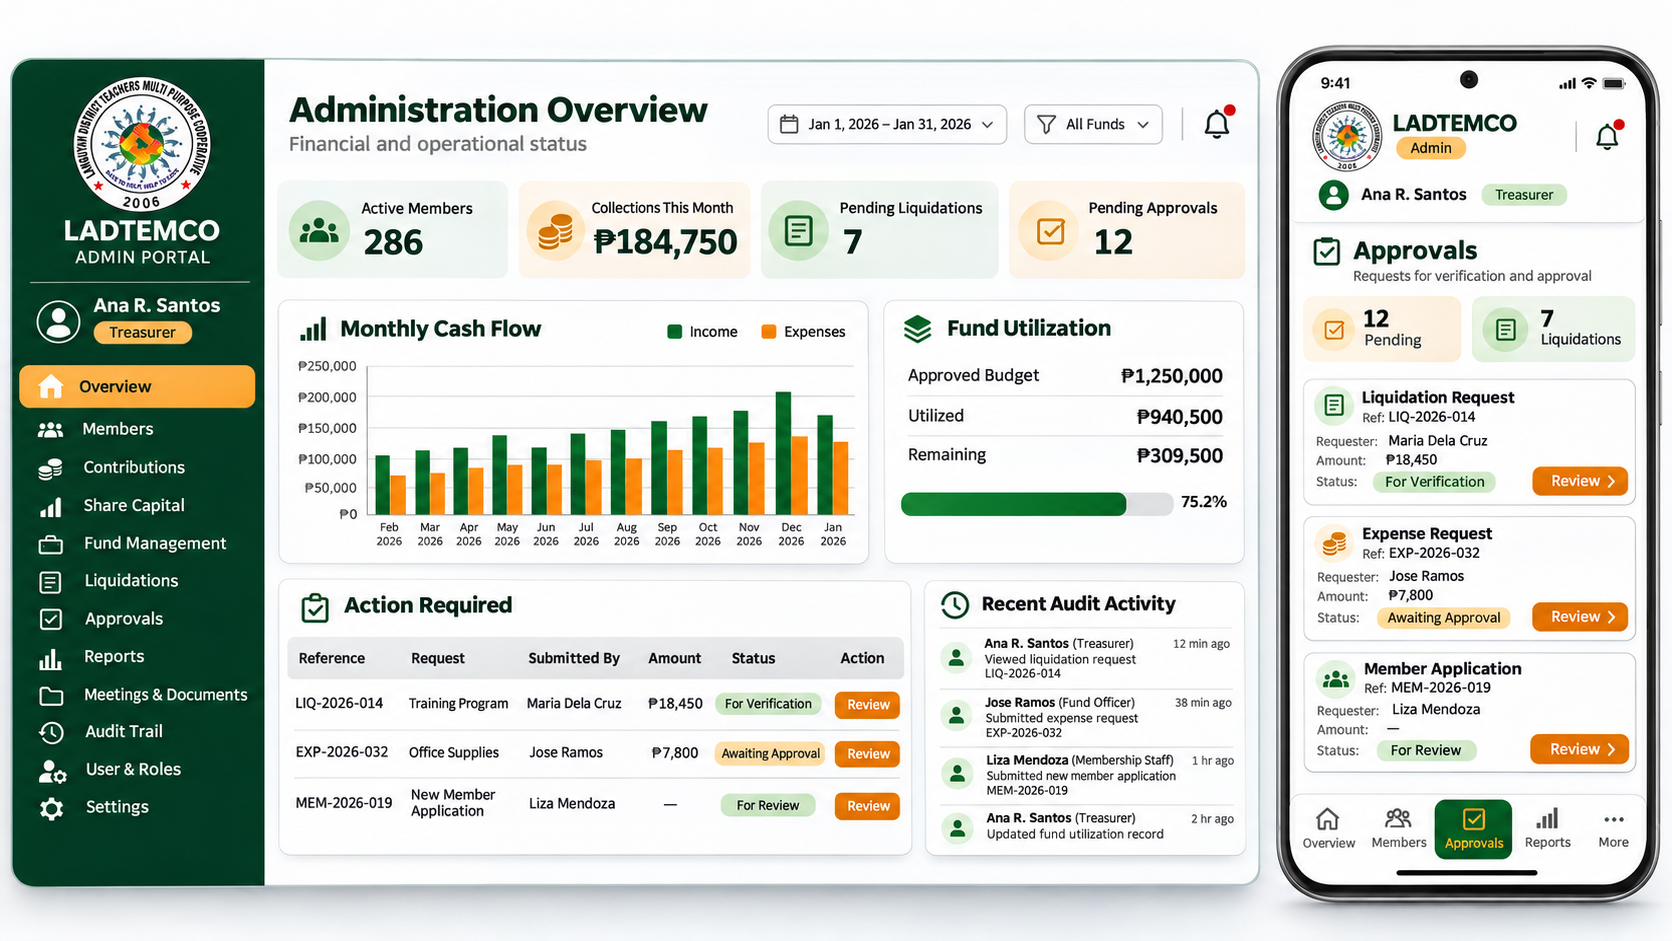 LANGUYAN DISTRICT TEACHERS MULTI PURPOSE COOPERATIVE
2006
LADTEMCO
ADMIN PORTAL
Ana R. Santos
Treasurer
Overview
Members
Contributions
Share Capital
Fund Management
Liquidations
Approvals
Reports
Meetings & Documents
Audit Trail
User & Roles
Settings
Administration Overview
Financial and operational status
Jan 1, 2026 – Jan 31, 2026
All Funds
Active Members
286
Collections This Month
₱184,750
Pending Liquidations
7
Pending Approvals
12
Monthly Cash Flow
Income
Expenses
₱250,000
₱200,000
₱150,000
₱100,000
₱50,000
₱0
Feb Mar Apr May Jun Jul Aug Sep Oct Nov Dec Jan
2026 2026 2026 2026 2026 2026 2026 2026 2026 2026 2026 2026
Fund Utilization
Approved Budget ₱1,250,000
Utilized ₱940,500
Remaining ₱309,500
75.2%
Action Required
Reference Request Submitted By Amount Status Action
LIQ-2026-014 Training Program Maria Dela Cruz ₱18,450 For Verification Review
EXP-2026-032 Office Supplies Jose Ramos ₱7,800 Awaiting Approval Review
MEM-2026-019 New Member Application Liza Mendoza — For Review Review
Recent Audit Activity
Ana R. Santos (Treasurer) 12 min ago
Viewed liquidation request
LIQ-2026-014
Jose Ramos (Fund Officer) 38 min ago
Submitted expense request
EXP-2026-032
Liza Mendoza (Membership Staff) 1 hr ago
Submitted new member application
MEM-2026-019
Ana R. Santos (Treasurer) 2 hr ago
Updated fund utilization record
9:41
LADTEMCO
Admin
Ana R. Santos
Treasurer
Approvals
Requests for verification and approval
12
Pending
7
Liquidations
Liquidation Request
Ref: LIQ-2026-014
Requester: Maria Dela Cruz
Amount: ₱18,450
Status: For Verification
Review
Expense Request
Ref: EXP-2026-032
Requester: Jose Ramos
Amount: ₱7,800
Status: Awaiting Approval
Review
Member Application
Ref: MEM-2026-019
Requester: Liza Mendoza
Amount: —
Status: For Review
Review
Overview
Members
Approvals
Reports
More